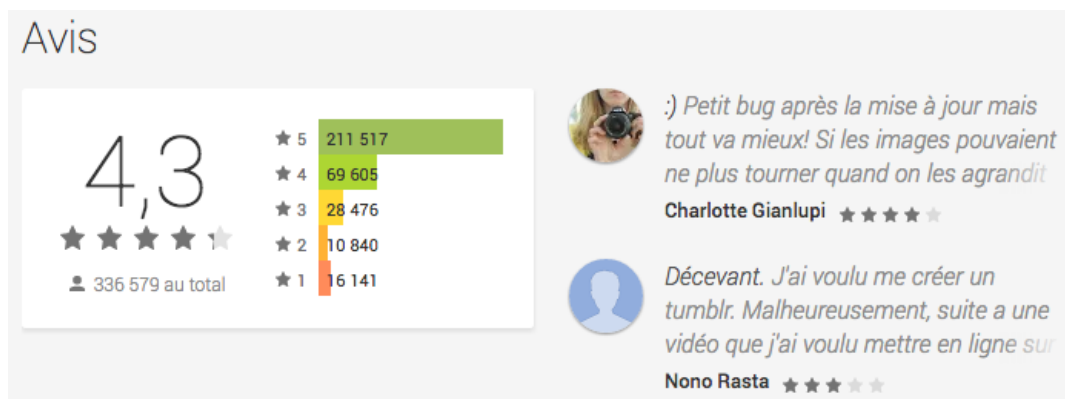 Avis
4,3
336 579 au total
5 211 517
4 69 605
3 28 476
2 10 840
1 16 141
:) Petit bug après la mise à jour mais
tout va mieux! Si les images pouvaient
ne plus tourner quand on les agrandit
Charlotte Gianlupi
Décevant. J'ai voulu me créer un
tumblr. Malheureusement, suite a une
vidéo que j'ai voulu mettre en ligne sur
Nono Rasta